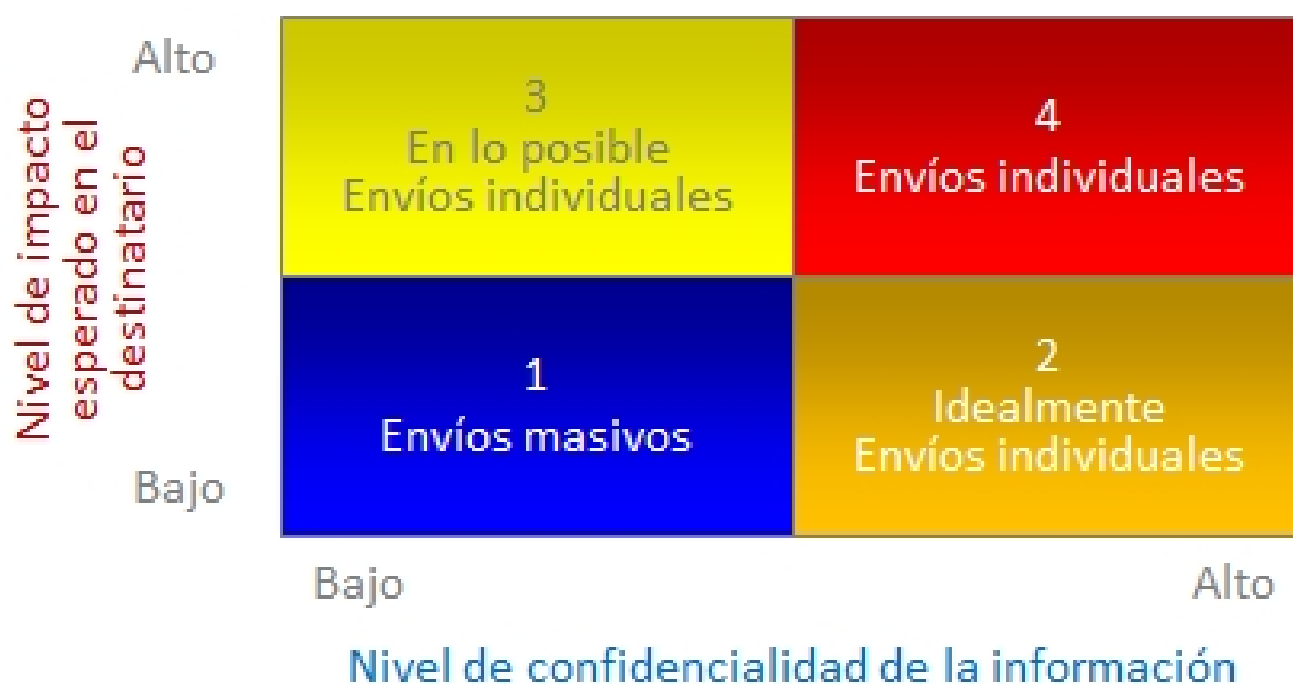 Alto
Nivel de impacto
esperado en el
destinatario
3
En lo posible
Envíos individuales
4
Envíos individuales
1
Envíos masivos
2
Idealmente
Envíos individuales
Bajo
Bajo
Alto
Nivel de confidencialidad de la información